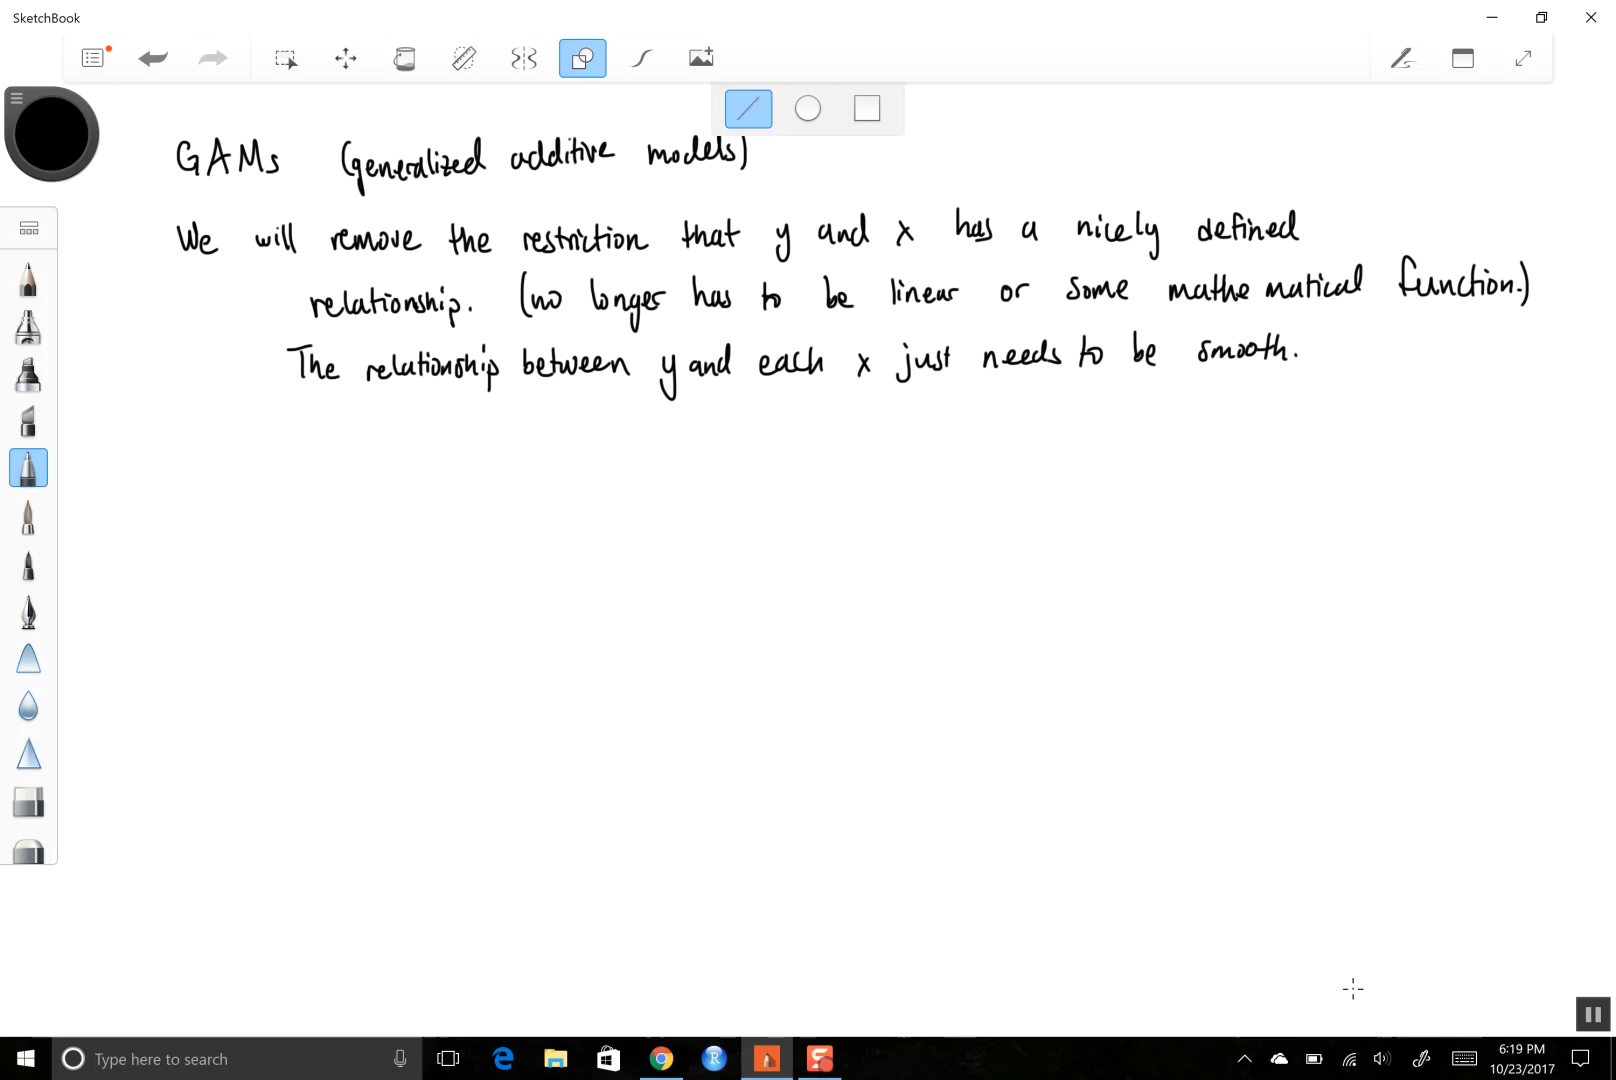 SketchBook
GAMs (generalized additive models)
We will remove the restriction that y and x has a nicely defined
relationship. (no longer has to be linear or some mathematical function.)
The relationship between y and each x just needs to be smooth.
Type here to search
6:19 PM
10/23/2017